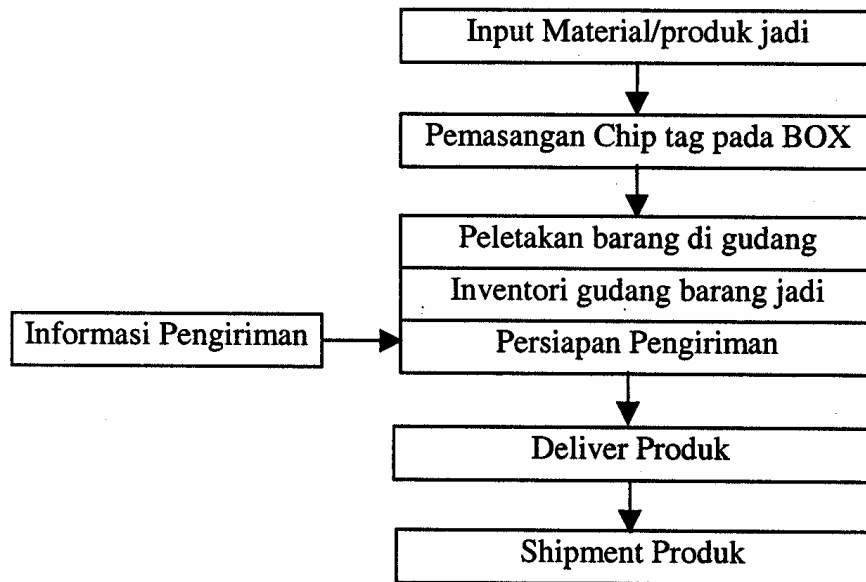 Input Material/produk jadi
Pemasangan Chip tag pada BOX
Peletakan barang di gudang
Inventori gudang barang jadi
Informasi Pengiriman
Persiapan Pengiriman
Deliver Produk
Shipment Produk